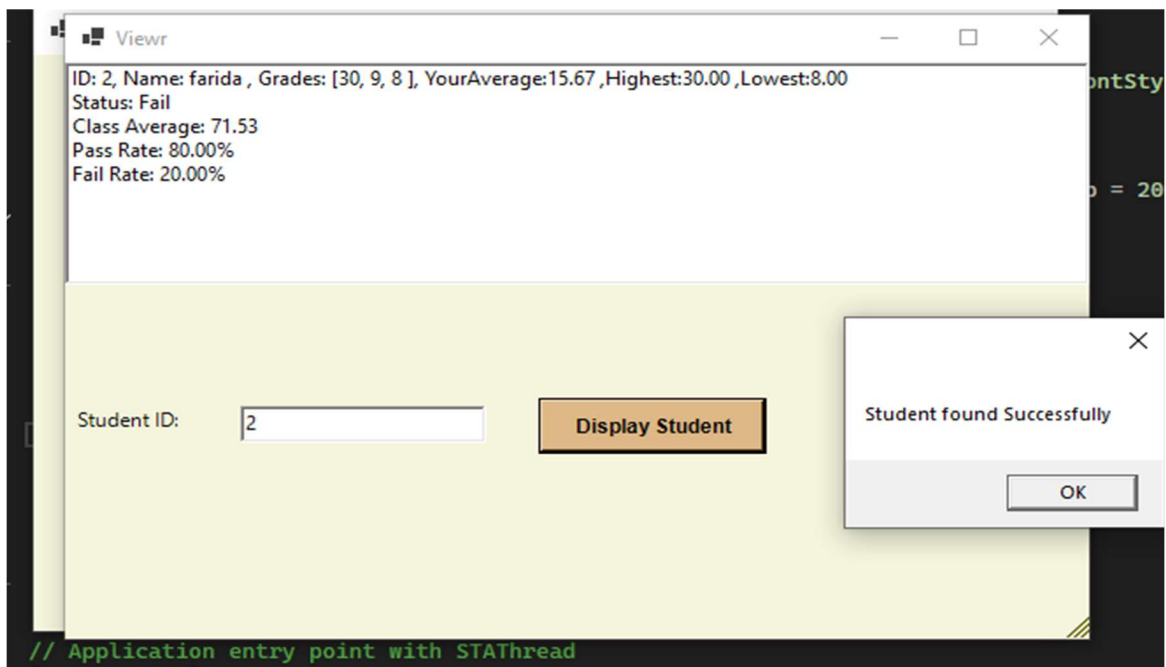 Viewr
ID: 2, Name: farida , Grades: [30, 9, 8 ], YourAverage:15.67 ,Highest:30.00 ,Lowest:8.00
Status: Fail
Class Average: 71.53
Pass Rate: 80.00%
Fail Rate: 20.00%
ontSty
= 20
Student ID:
2
Display Student
Student found Successfully
OK
// Application entry point with STAThread